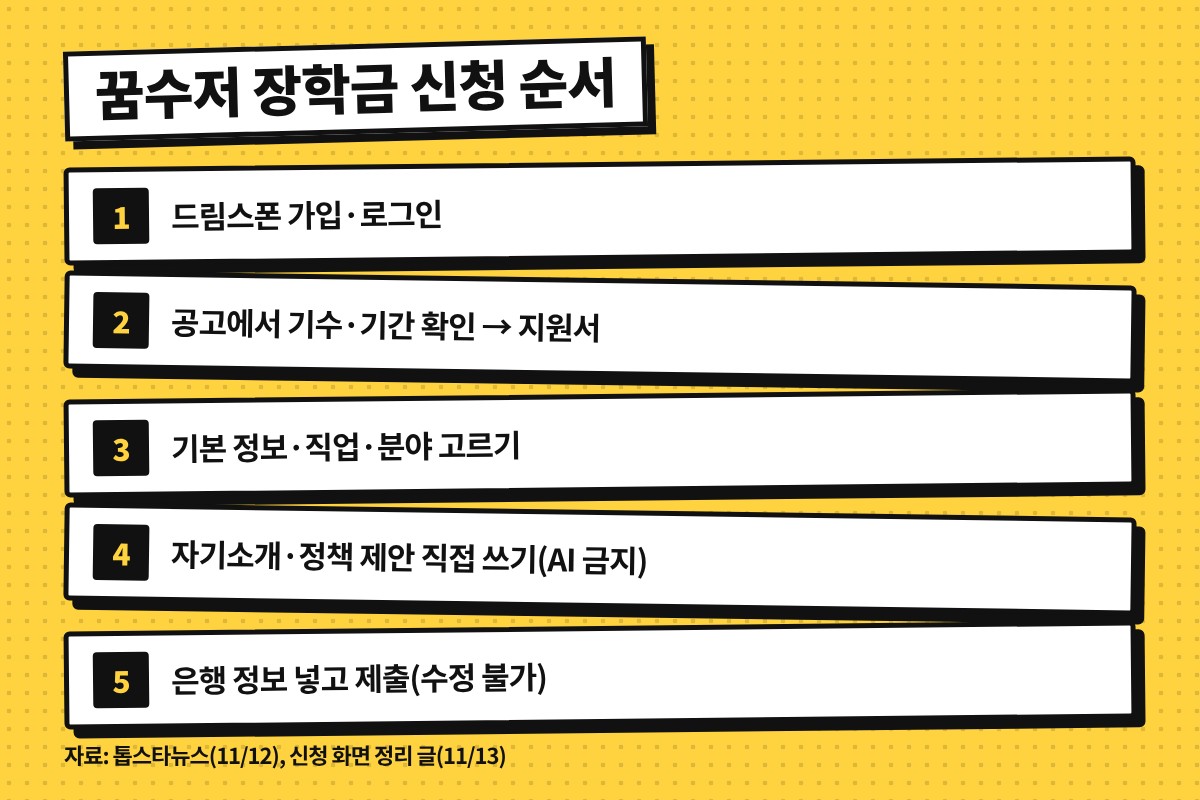 꿈수저 장학금 신청 순서
1 드림스폰 가입·로그인
2 공고에서 기수·기간 확인 → 지원서
3 기본 정보·직업·분야 고르기
4 자기소개·정책 제안 직접 쓰기(AI 금지)
5 은행 정보 넣고 제출(수정 불가)
자료: 톱스타뉴스(11/12), 신청 화면 정리 글(11/13)